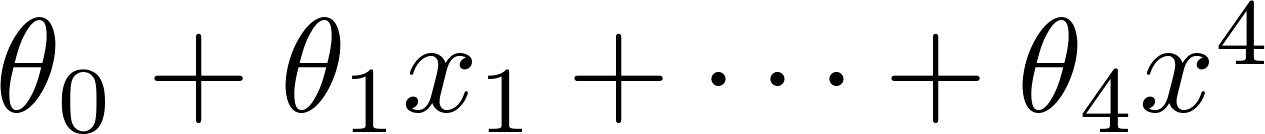 θ₀ + θ₁x₁ + ⋯ + θ₄x⁴